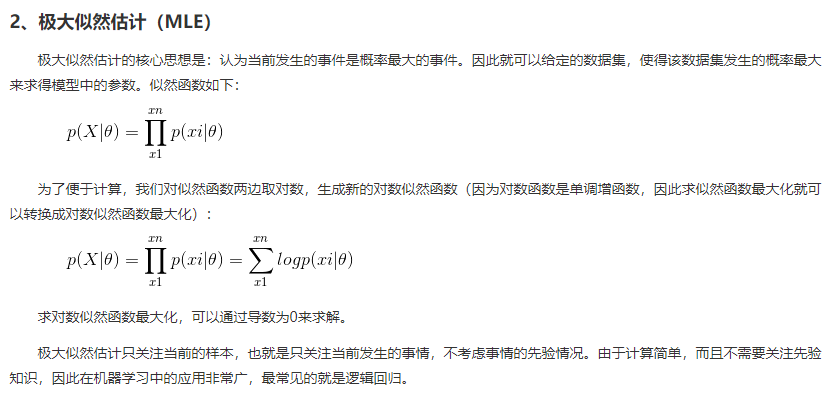 2、极大似然估计（MLE）
极大似然估计的核心思想是：认为当前发生的事件是概率最大的事件。因此就可以给定的数据集，使得该数据集发生的概率最大
来求得模型中的参数。似然函数如下：
p(X|θ) = ∏_{x1}^{xn} p(xi|θ)
为了便于计算，我们对似然函数两边取对数，生成新的对数似然函数（因为对数函数是单调增函数，因此求似然函数最大化就可
以转换成对数似然函数最大化）：
p(X|θ) = ∏_{x1}^{xn} p(xi|θ) = ∑_{x1}^{xn} logp(xi|θ)
求对数似然函数最大化，可以通过导数为0来求解。
极大似然估计只关注当前的样本，也就是只关注当前发生的事情，不考虑事情的先验情况。由于计算简单，而且不需要关注先验
知识，因此在机器学习中的应用非常广，最常见的就是逻辑回归。